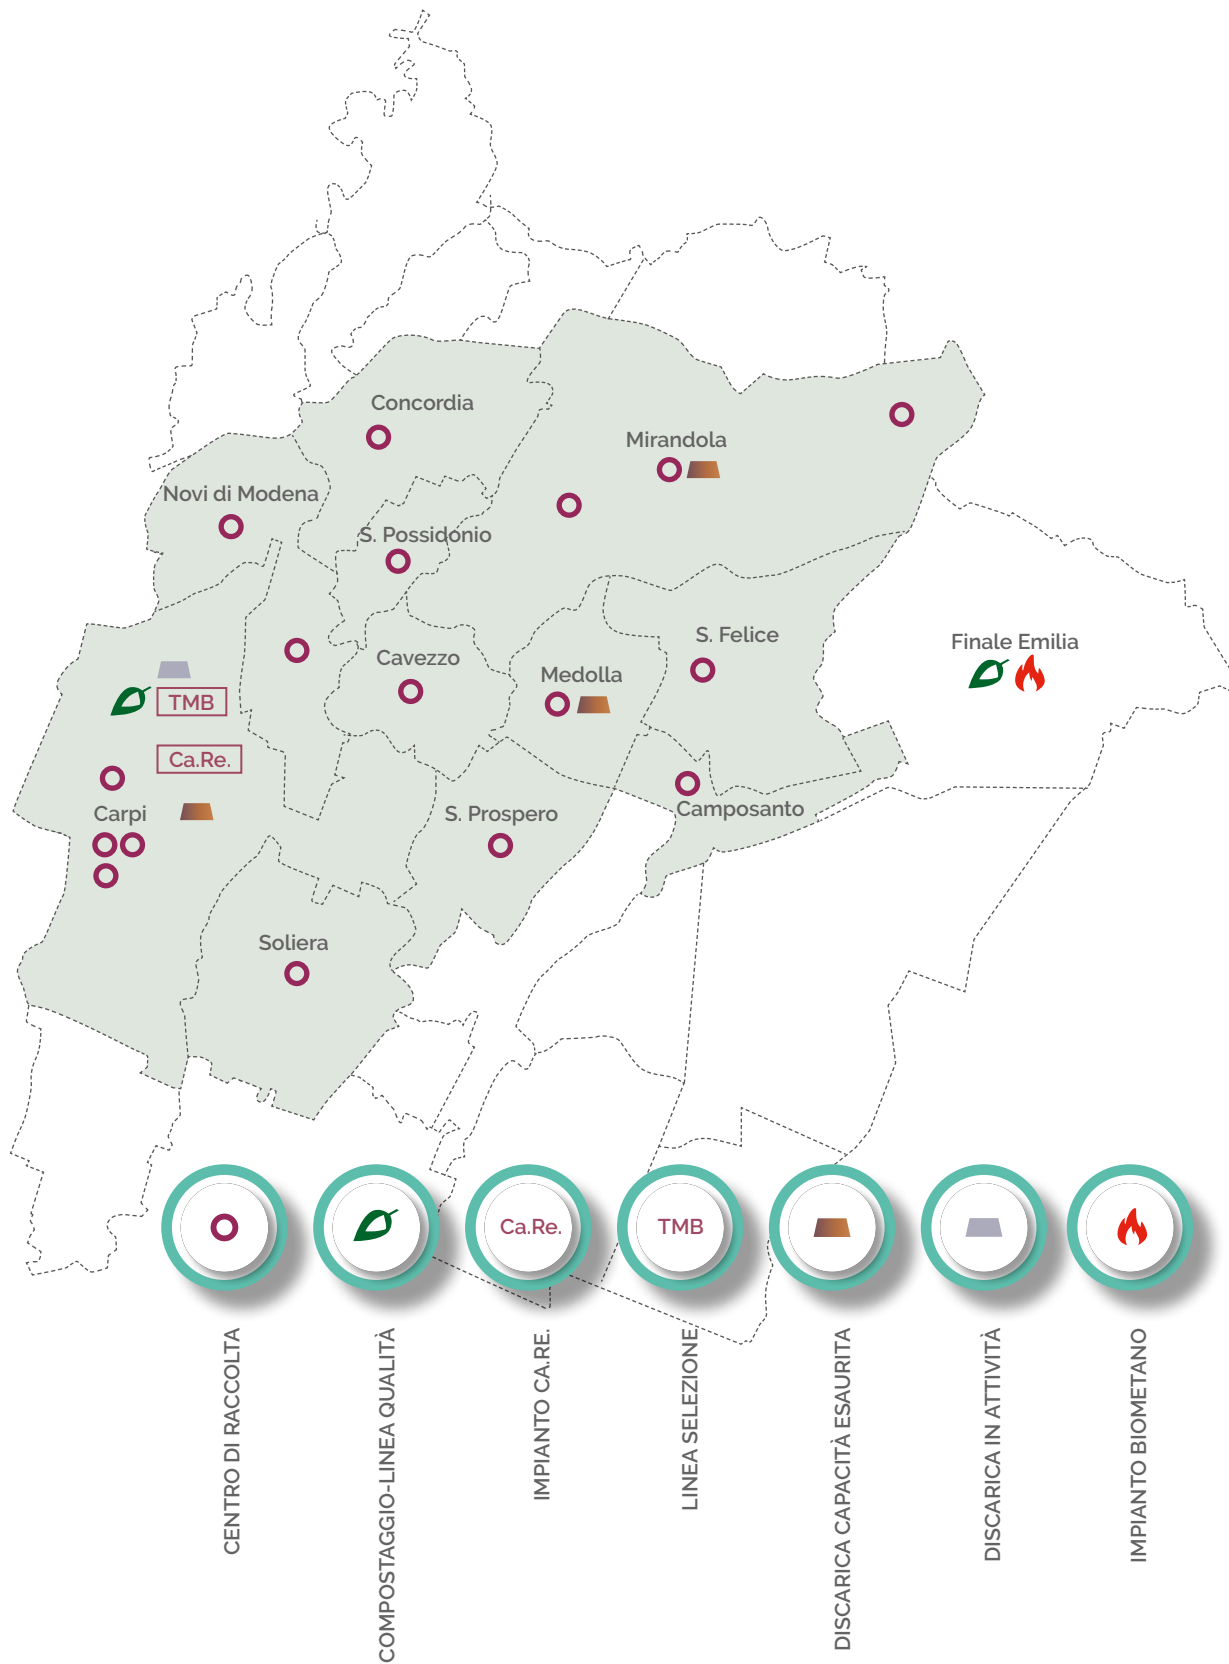 Concordia
Mirandola
Novi di Modena
S. Possidonio
S. Felice
Finale Emilia
Cavezzo
Medolla
TMB
Ca.Re.
Carpi
S. Prospero
Camposanto
Soliera
Ca.Re.
TMB
CENTRO DI RACCOLTA
COMPOSTAGGIO-LINEA QUALITÀ
IMPIANTO CA.RE.
LINEA SELEZIONE
DISCARICA CAPACITÀ ESAURITA
DISCARICA IN ATTIVITÀ
IMPIANTO BIOMETANO